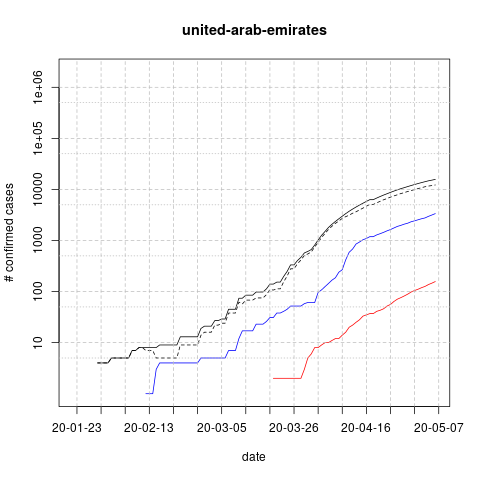 united-arab-emirates
# confirmed cases
1e+06
1e+05
10000
1000
100
10
20-01-23 20-02-13 20-03-05 20-03-26 20-04-16 20-05-07
date